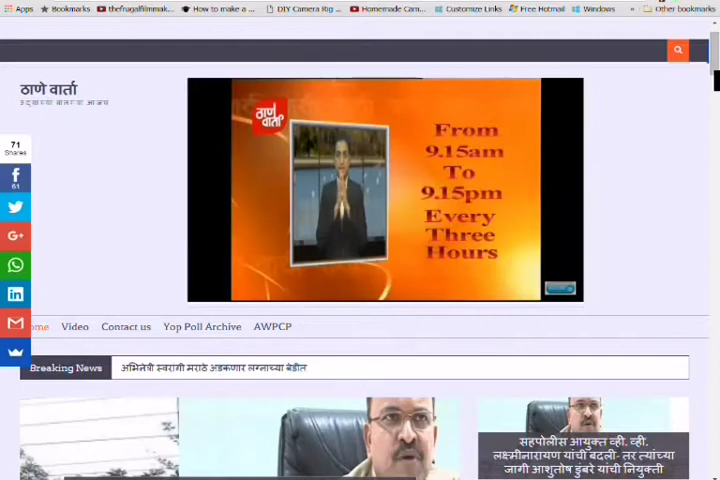 Apps Bookmarks thefrugalfilmmak... How to make a ... DIY Camera Rig ... Homemade Cam... Customize Links Free Hotmail Windows » Other bookmarks
ठाणे वार्ता
ठाणे
वार्ता
From
9.15am
To
9.15pm
Every
Three
Hours
71
Shares
61
G+
Video Contact us Yop Poll Archive AWPCP
Breaking News अभिनेत्री स्वरांगी मराठे अडकणार लग्नाच्या बेडीत
सहपोलीस आयुक्त व्ही. व्ही.
लक्ष्मीनारायण यांची बदली- तर त्यांच्या
जागी आशुतोष डुंबरे यांची नियुक्ती